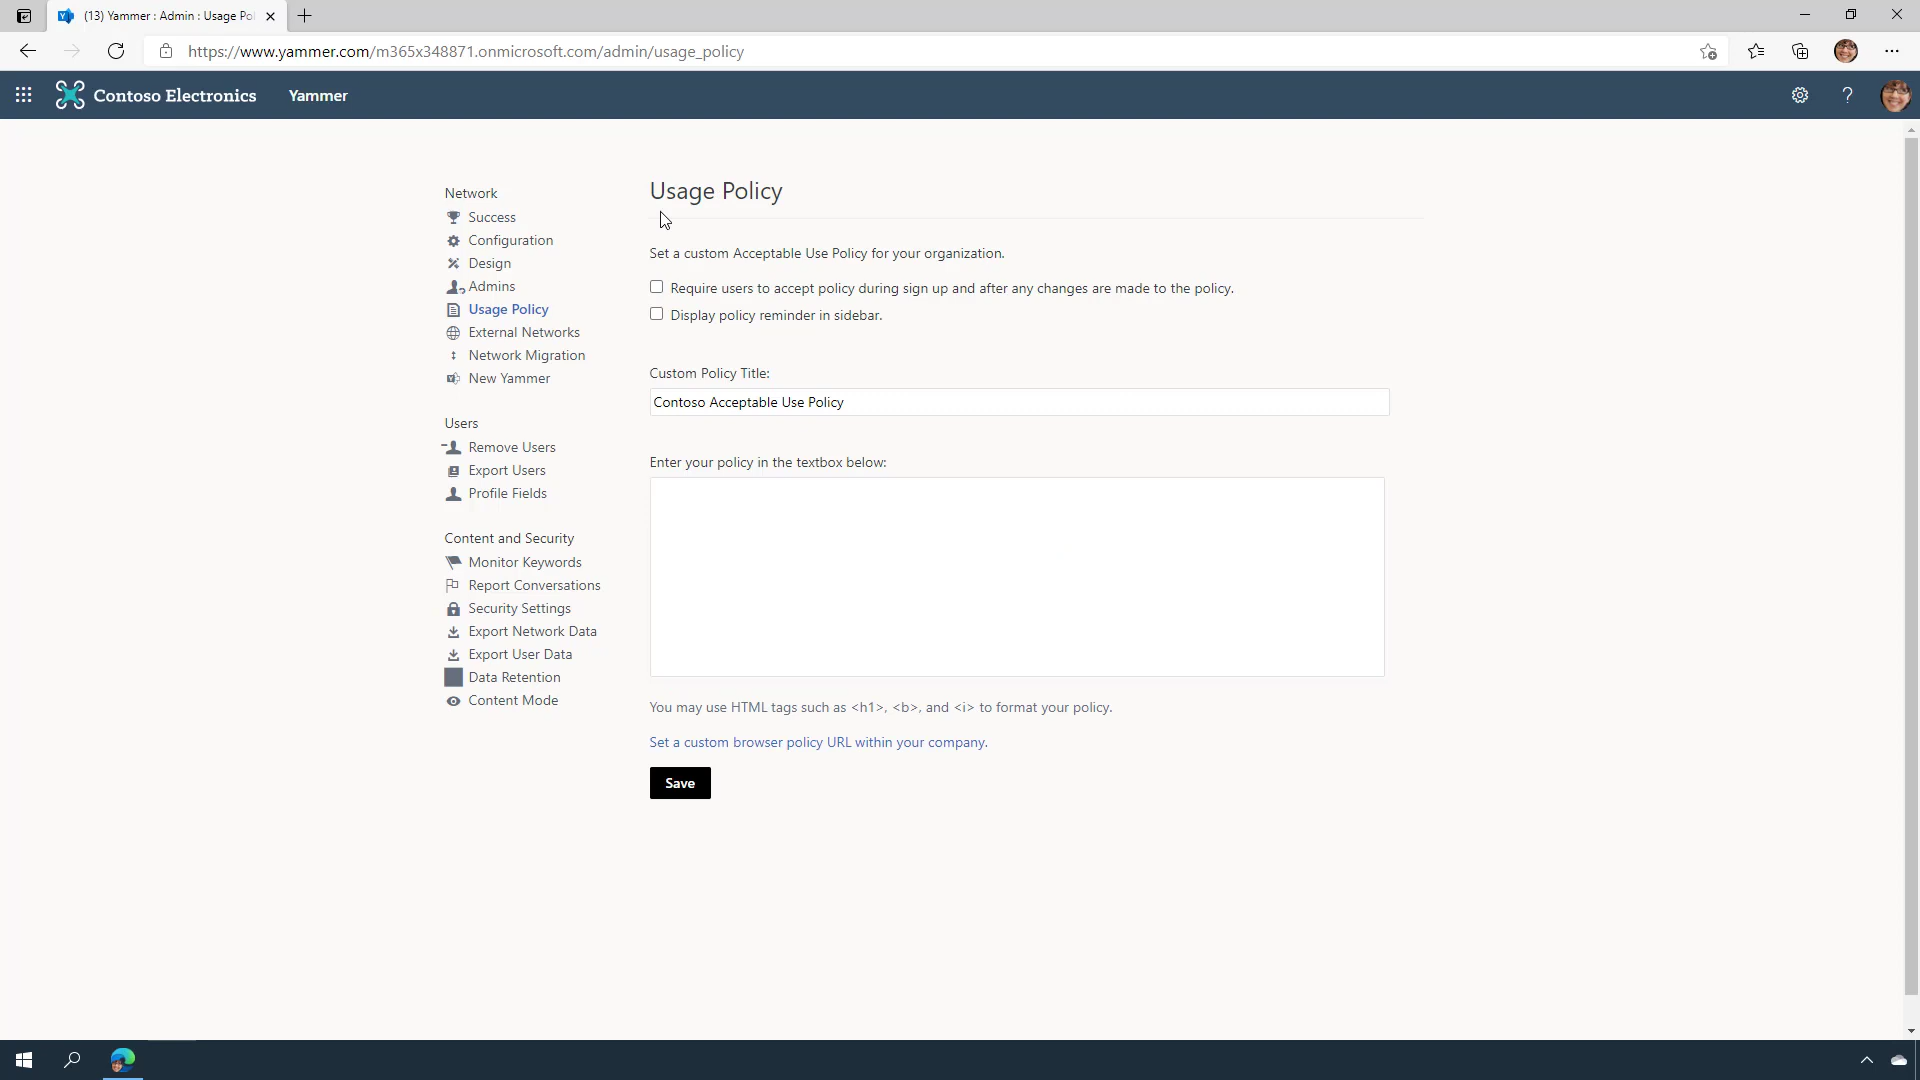 (13) Yammer : Admin : Usage Po
https://www.yammer.com/m365x348871.onmicrosoft.com/admin/usage_policy
Contoso Electronics
Yammer
Network
Success
Configuration
Design
Admins
Usage Policy
External Networks
Network Migration
New Yammer
Users
Remove Users
Export Users
Profile Fields
Content and Security
Monitor Keywords
Report Conversations
Security Settings
Export Network Data
Export User Data
Data Retention
Content Mode
Usage Policy
Set a custom Acceptable Use Policy for your organization.
Require users to accept policy during sign up and after any changes are made to the policy.
Display policy reminder in sidebar.
Custom Policy Title:
Contoso Acceptable Use Policy
Enter your policy in the textbox below:
You may use HTML tags such as <h1>, <b>, and <i> to format your policy.
Set a custom browser policy URL within your company.
Save